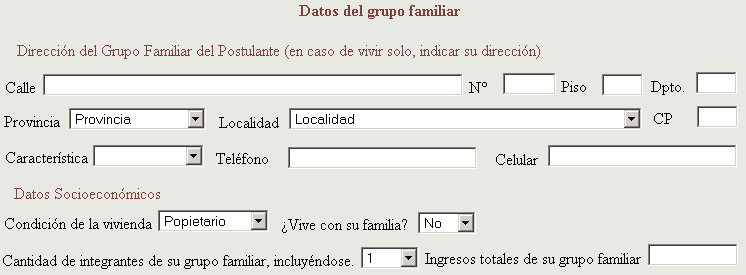 Datos del grupo familiar
Dirección del Grupo Familiar del Postulante (en caso de vivir solo, indicar su dirección)
Calle Nº Piso Dpto.
Provincia Provincia Localidad Localidad CP
Característica Teléfono Celular
Datos Socioeconómicos
Condición de la vivienda Popietario ¿Vive con su familia? No
Cantidad de integrantes de su grupo familiar, incluyéndose. 1 Ingresos totales de su grupo familiar